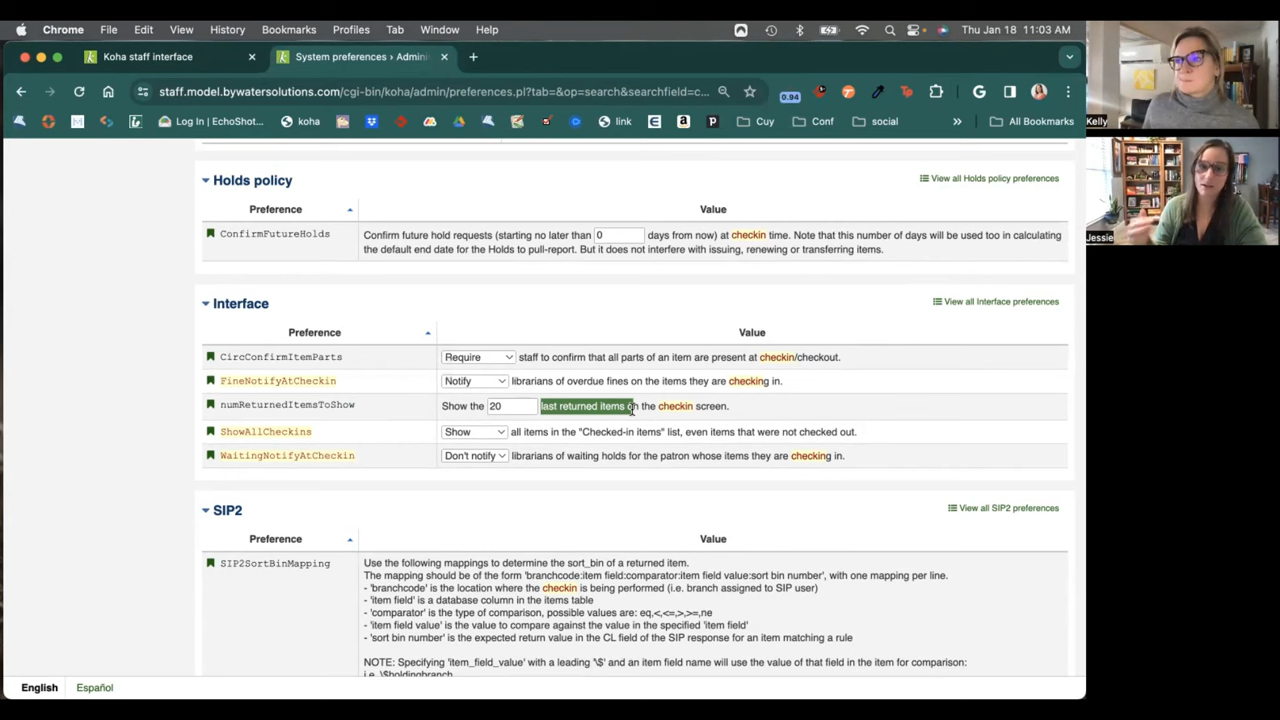 Chrome File Edit View History Bookmarks Profiles Tab Window Help Thu Jan 18 11:03 AM
Koha staff interface
System preferences › Admini
staff.model.bywatersolutions.com/cgi-bin/koha/admin/preferences.pl?tab=&op=search&searchfield=c...
0.94
Log In | EchoShot... koha link Cuy Conf social » All Bookmarks
Kelly
Jessie
Holds policy
View all Holds policy preferences
Preference Value
ConfirmFutureHolds
Confirm future hold requests (starting no later than 0 days from now) at checkin time. Note that this number of days will be used too in calculating
the default end date for the Holds to pull-report. But it does not interfere with issuing, renewing or transferring items.
Interface
View all Interface preferences
Preference Value
CircConfirmItemParts Require staff to confirm that all parts of an item are present at checkin/checkout.
FineNotifyAtCheckin Notify librarians of overdue fines on the items they are checking in.
numReturnedItemsToShow Show the 20 last returned items on the checkin screen.
ShowAllCheckins Show all items in the "Checked-in items" list, even items that were not checked out.
WaitingNotifyAtCheckin Don't notify librarians of waiting holds for the patron whose items they are checking in.
SIP2
View all SIP2 preferences
Preference Value
SIP2SortBinMapping
Use the following mappings to determine the sort_bin of a returned item.
The mapping should be of the form 'branchcode:item field:comparator:item field value:sort bin number', with one mapping per line.
- 'branchcode' is the location where the checkin is being performed (i.e. branch assigned to SIP user)
- 'item field' is a database column in the items table
- 'comparator' is the type of comparison, possible values are: eq,<,<=,>,>=,ne
- 'item field value' is the value to compare against the value in the specified 'item field'
- 'sort bin number' is the expected return value in the CL field of the SIP response for an item matching a rule
NOTE: Specifying 'item_field_value' with a leading '\$' and an item field name will use the value of that field in the item for comparison:
i.e. \$holdingbranch
English Español